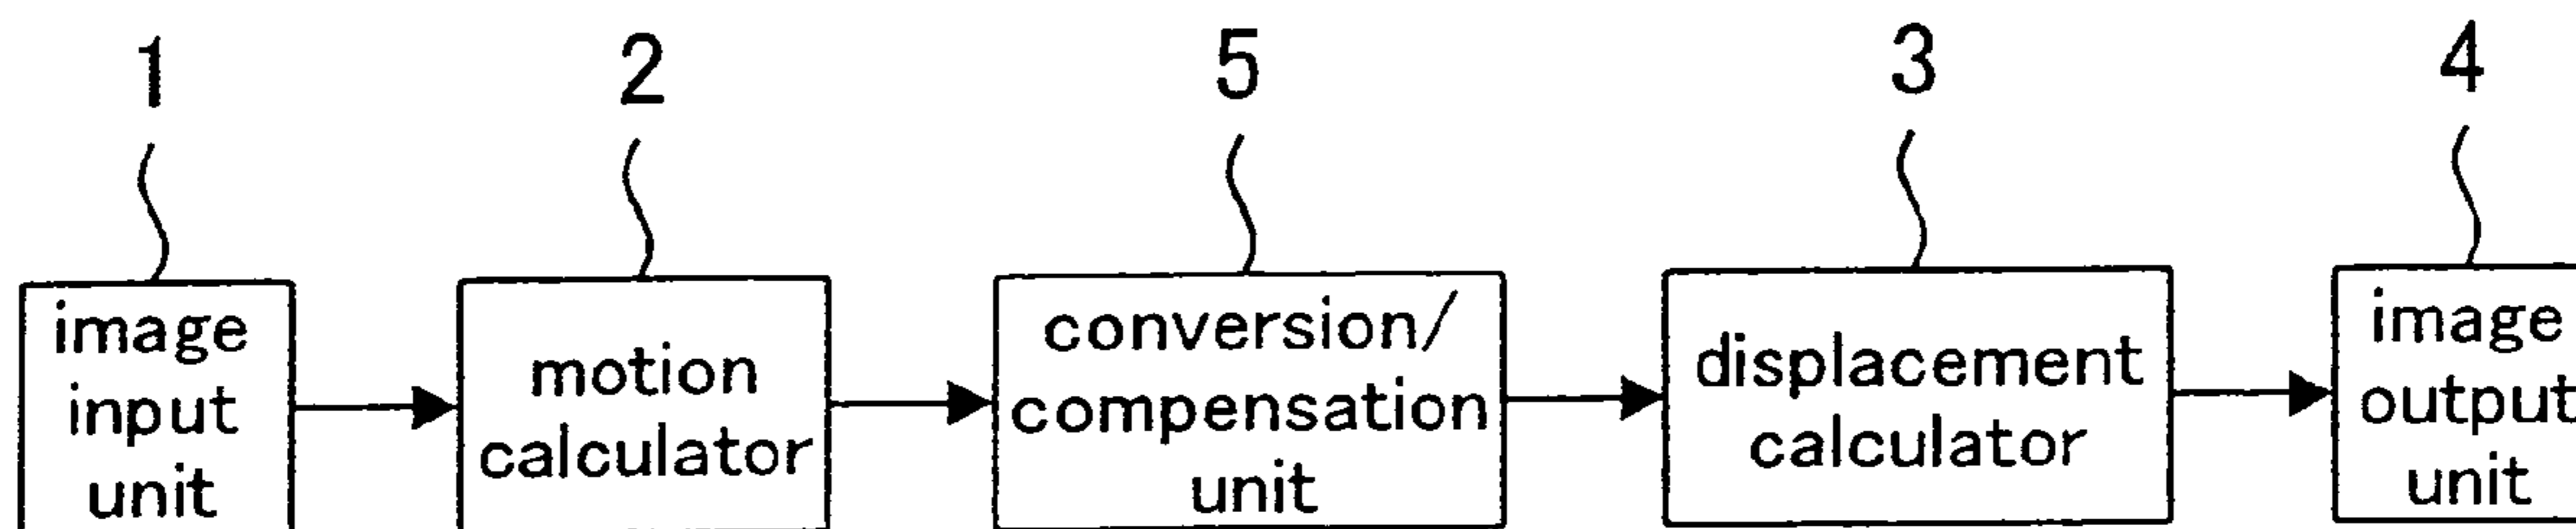 1
2
5
3
4
image
input
unit
motion
calculator
conversion/
compensation
unit
displacement
calculator
image
output
unit